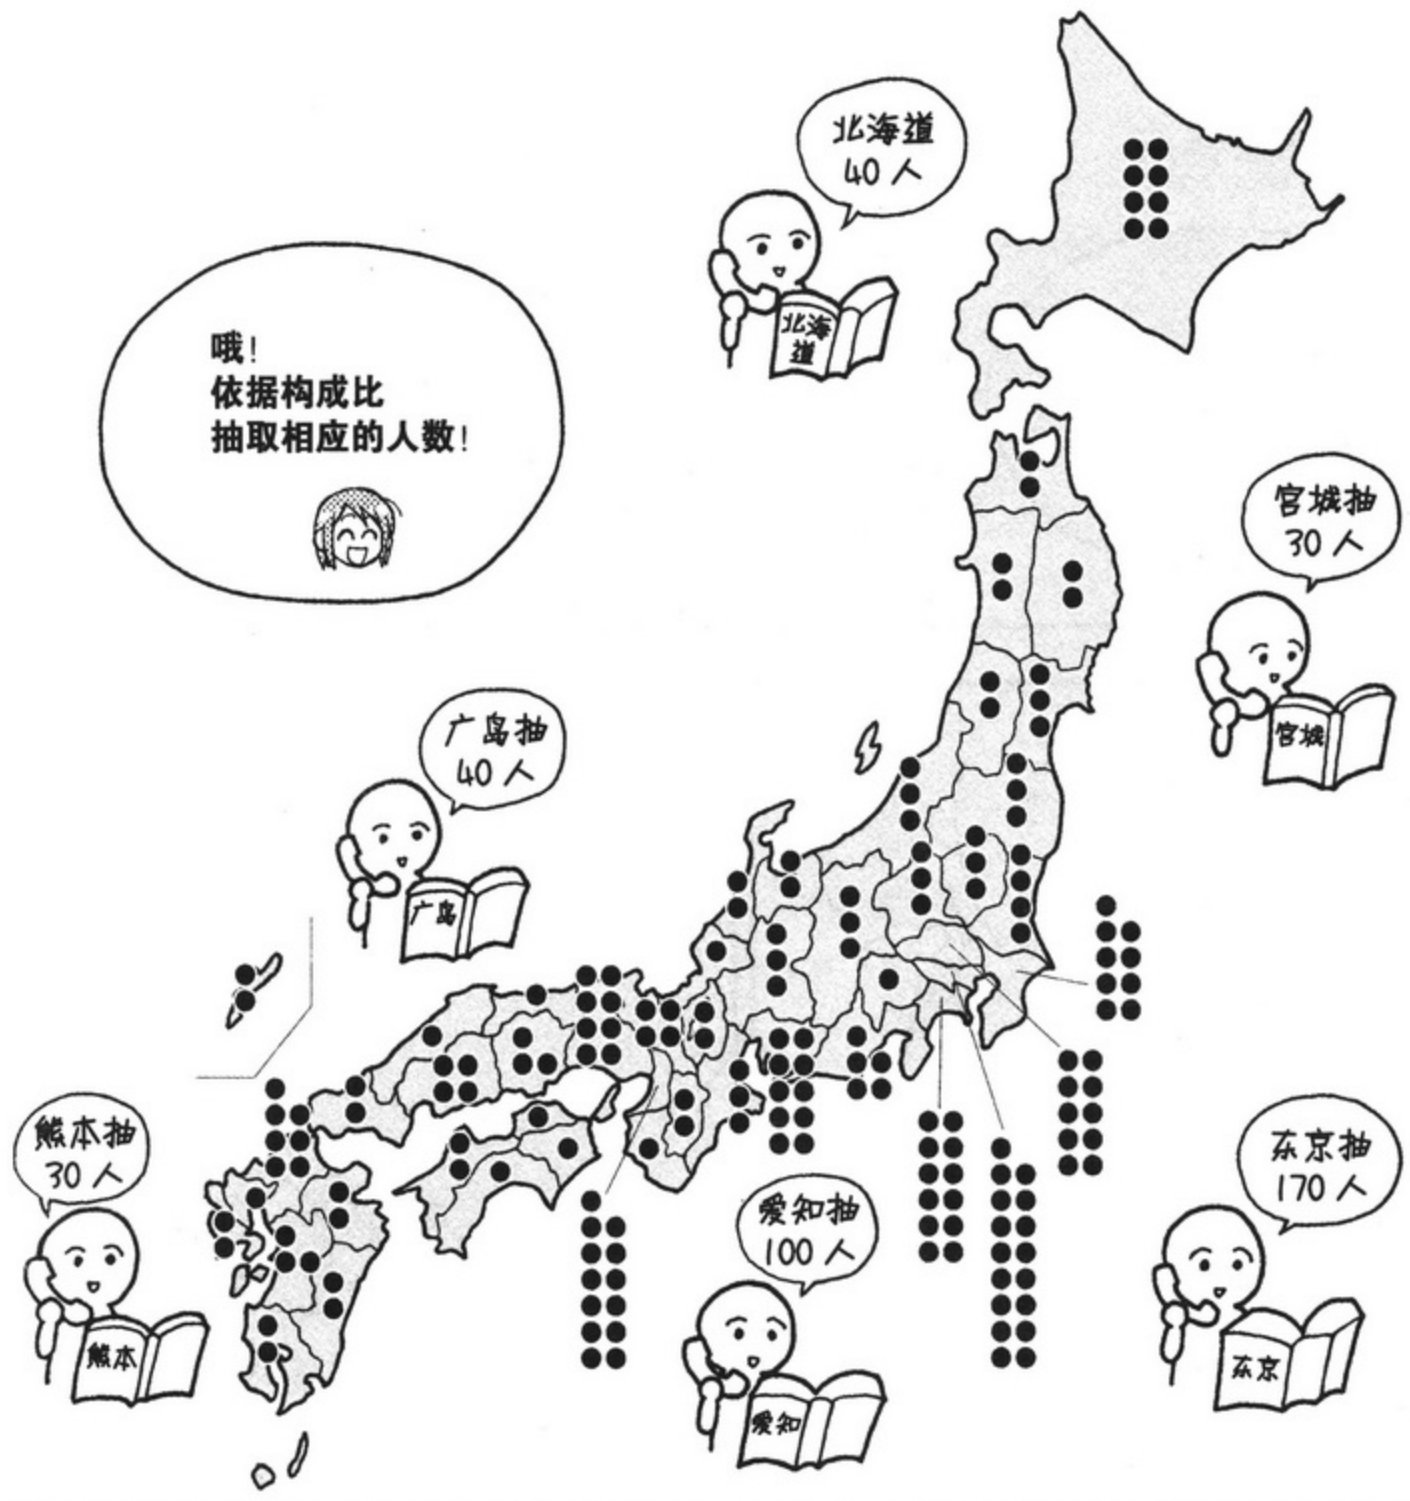 北海道
40人
北海
道
哦!
依据构成比
抽取相应的人数!
宫城抽
30人
宫城
广岛抽
40人
广岛
熊本抽
30人
熊本
爱知抽
100人
爱知
东京抽
170人
东京